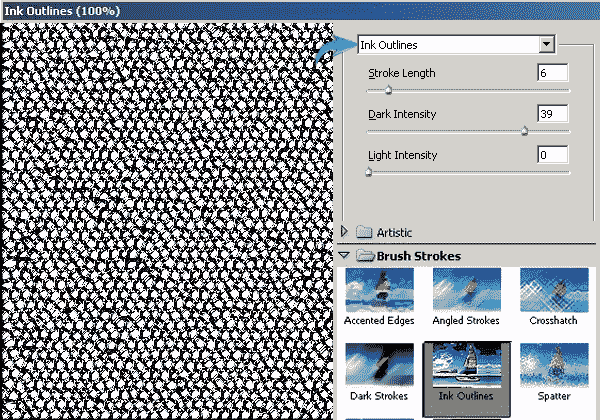 Ink Outlines (100%)
Ink Outlines
Stroke Length 6
Dark Intensity 39
Light Intensity 0
Artistic
Brush Strokes
Accented Edges Angled Strokes Crosshatch
Dark Strokes Ink Outlines Spatter